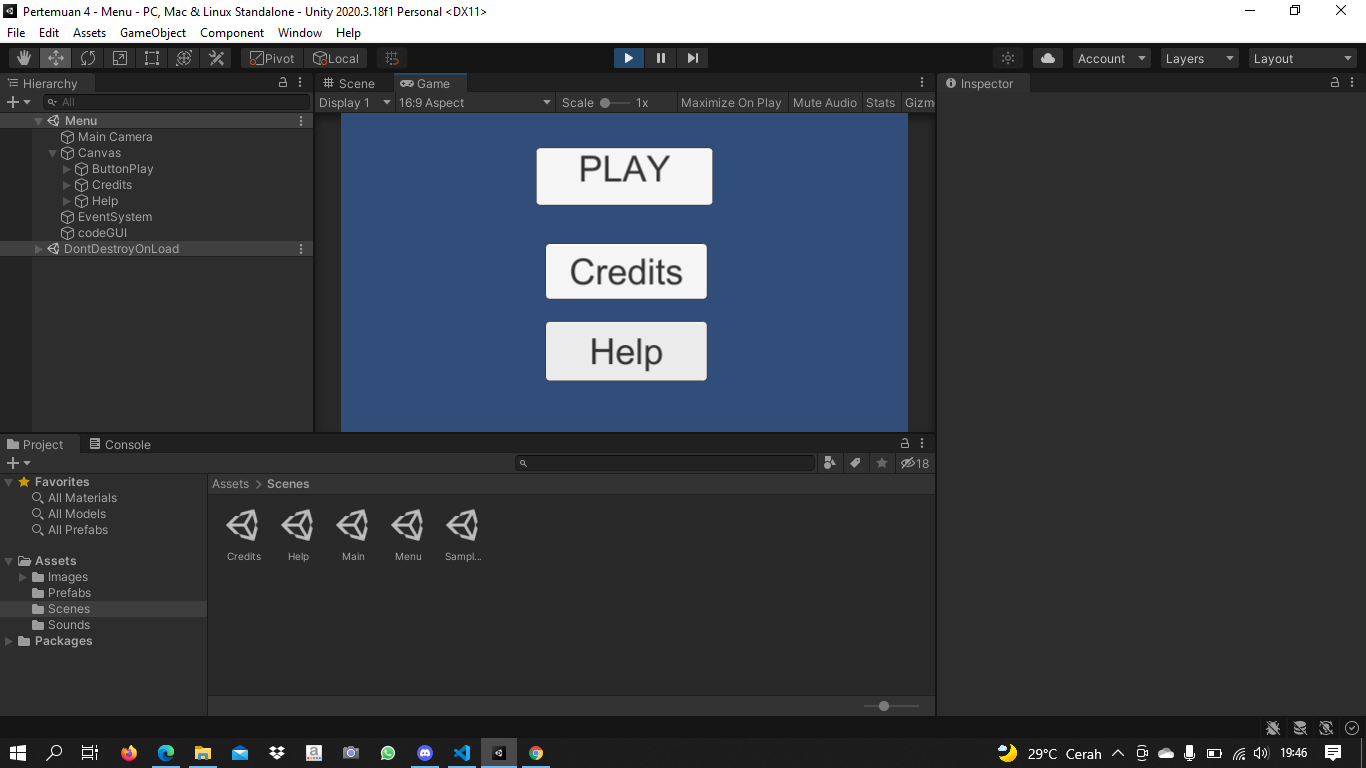 Pertemuan 4 - Menu - PC, Mac & Linux Standalone - Unity 2020.3.18f1 Personal <DX11>
File Edit Assets GameObject Component Window Help
Pivot Local Account Layers Layout
Hierarchy
All
Menu
Main Camera
Canvas
ButtonPlay
Credits
Help
EventSystem
codeGUI
DontDestroyOnLoad
Scene Game
Display 1 16:9 Aspect Scale 1x Maximize On Play Mute Audio Stats Gizm
PLAY
Credits
Help
Inspector
Project Console
18
Favorites
All Materials
All Models
All Prefabs
Assets
Images
Prefabs
Scenes
Sounds
Packages
Assets > Scenes
Credits Help Main Menu Sampl...
29°C Cerah 19:46